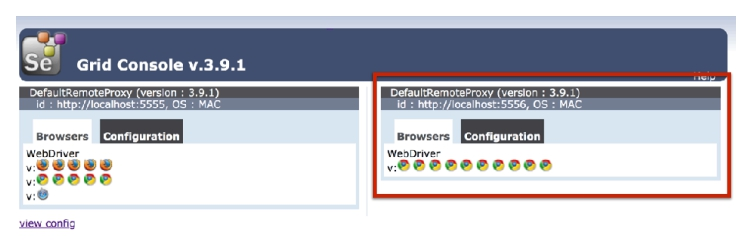 Se
Grid Console v.3.9.1
Help
DefaultRemoteProxy (version : 3.9.1)
id : http://localhost:5555, OS : MAC
Browsers Configuration
WebDriver
v:
v:
v:
view config
DefaultRemoteProxy (version : 3.9.1)
id : http://localhost:5556, OS : MAC
Browsers Configuration
WebDriver
v: